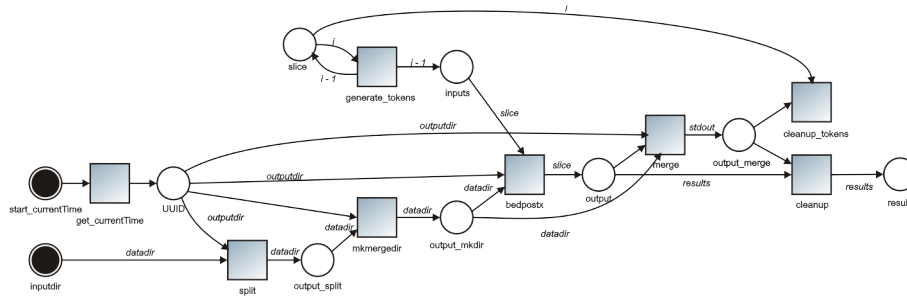 i
slice
i
i - 1
i - 1
generate_tokens
inputs
slice
cleanup_tokens
outputdir
stdout
merge
output_merge
outputdir
slice
datadir
bedpostx
output
results
results
cleanup
start_currentTime
get_currentTime
UUID
outputdir
datadir
datadir
mkmergedir
output_mkdir
datadir
datadir
datadir
inputdir
split
output_split